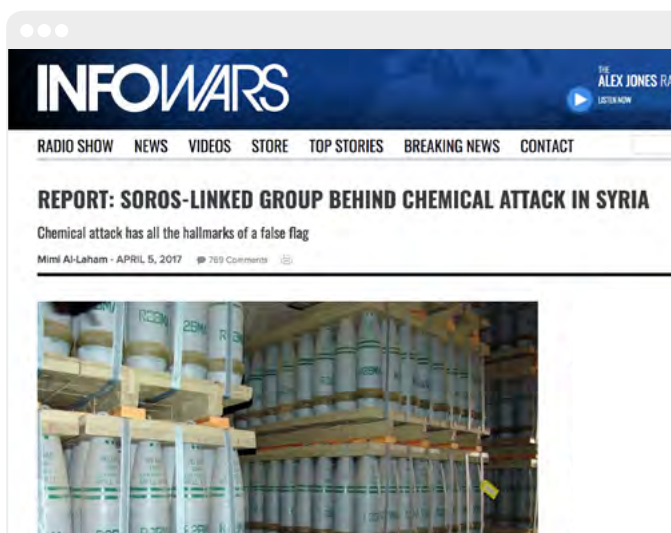 INFOWARS
THE
ALEX JONES RA
LISTEN NOW
RADIO SHOW NEWS VIDEOS STORE TOP STORIES BREAKING NEWS CONTACT
REPORT: SOROS-LINKED GROUP BEHIND CHEMICAL ATTACK IN SYRIA
Chemical attack has all the hallmarks of a false flag
Mimi Al-Laham - APRIL 5, 2017 769 Comments